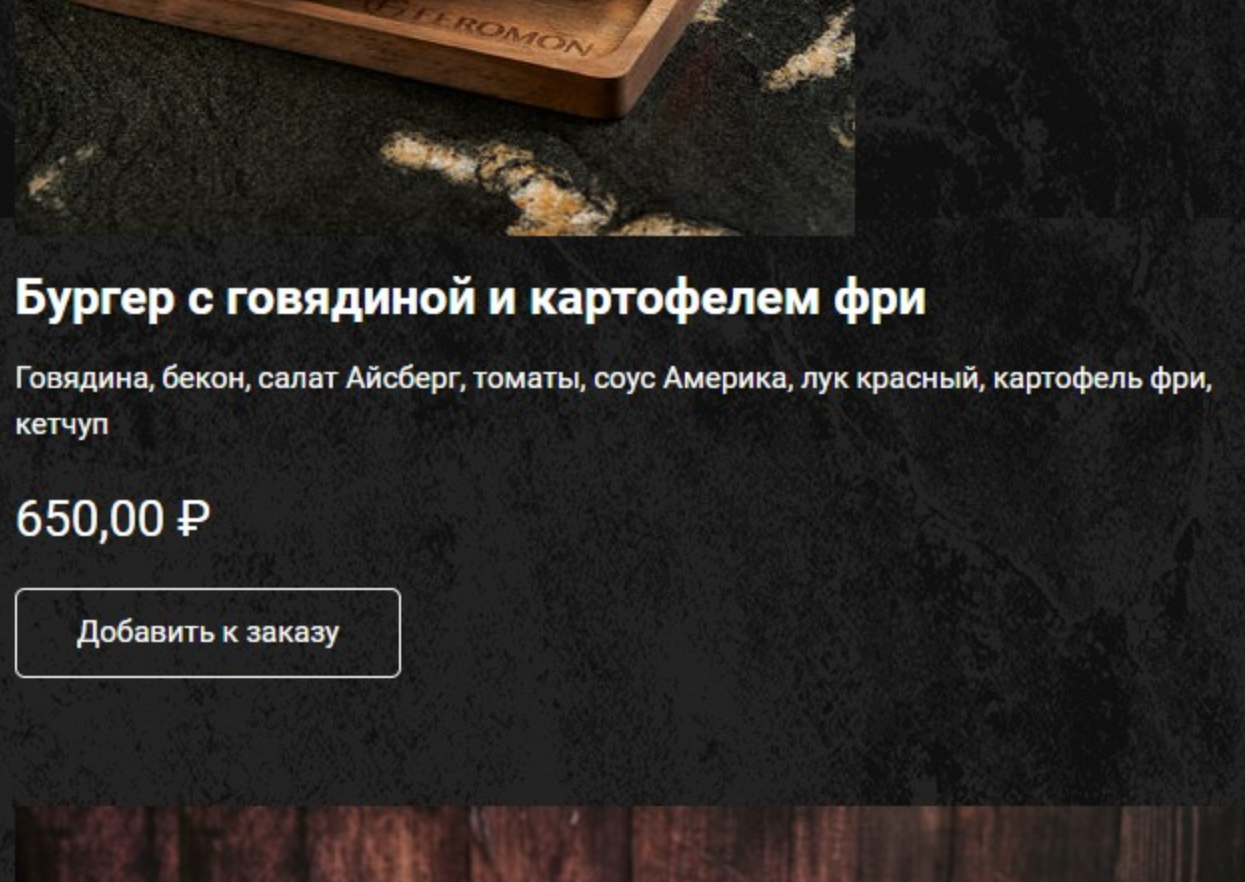 FEROMON
Бургер с говядиной и картофелем фри
Говядина, бекон, салат Айсберг, томаты, соус Америка, лук красный, картофель фри,
кетчуп
650,00 ₽
Добавить к заказу